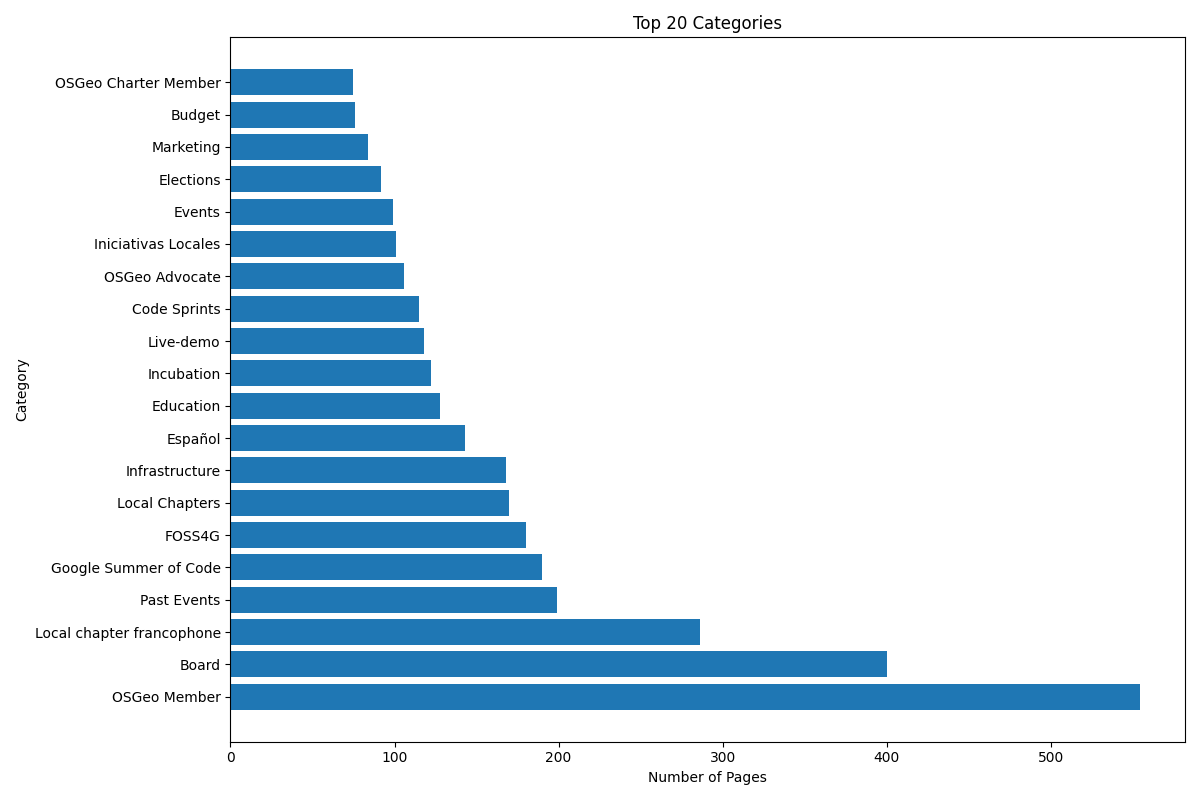 Top 20 Categories
OSGeo Charter Member
Budget
Marketing
Elections
Events
Iniciativas Locales
OSGeo Advocate
Code Sprints
Live-demo
Incubation
Education
Español
Infrastructure
Local Chapters
FOSS4G
Google Summer of Code
Past Events
Local chapter francophone
Board
OSGeo Member
Category
0 100 200 300 400 500
Number of Pages